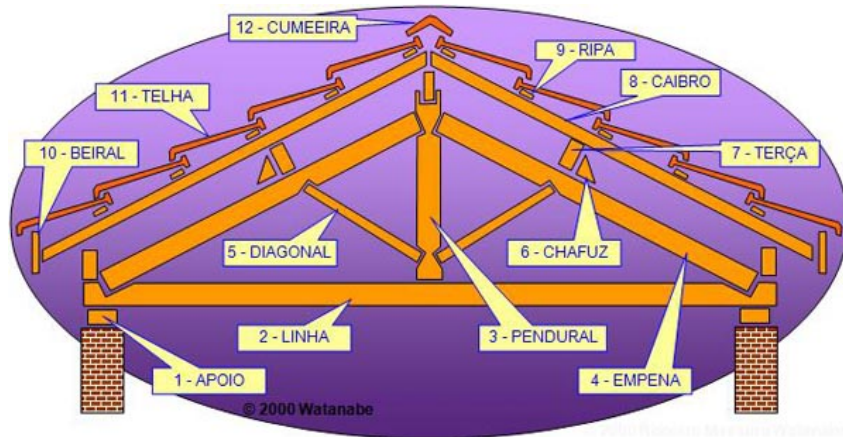 12 - CUMEEIRA
9 - RIPA
8 - CAIBRO
11 - TELHA
10 - BEIRAL
7 - TERÇA
5 - DIAGONAL
6 - CHAFUZ
2 - LINHA
3 - PENDURAL
1 - APOIO
4 - EMPENA
© 2000 Watanabe